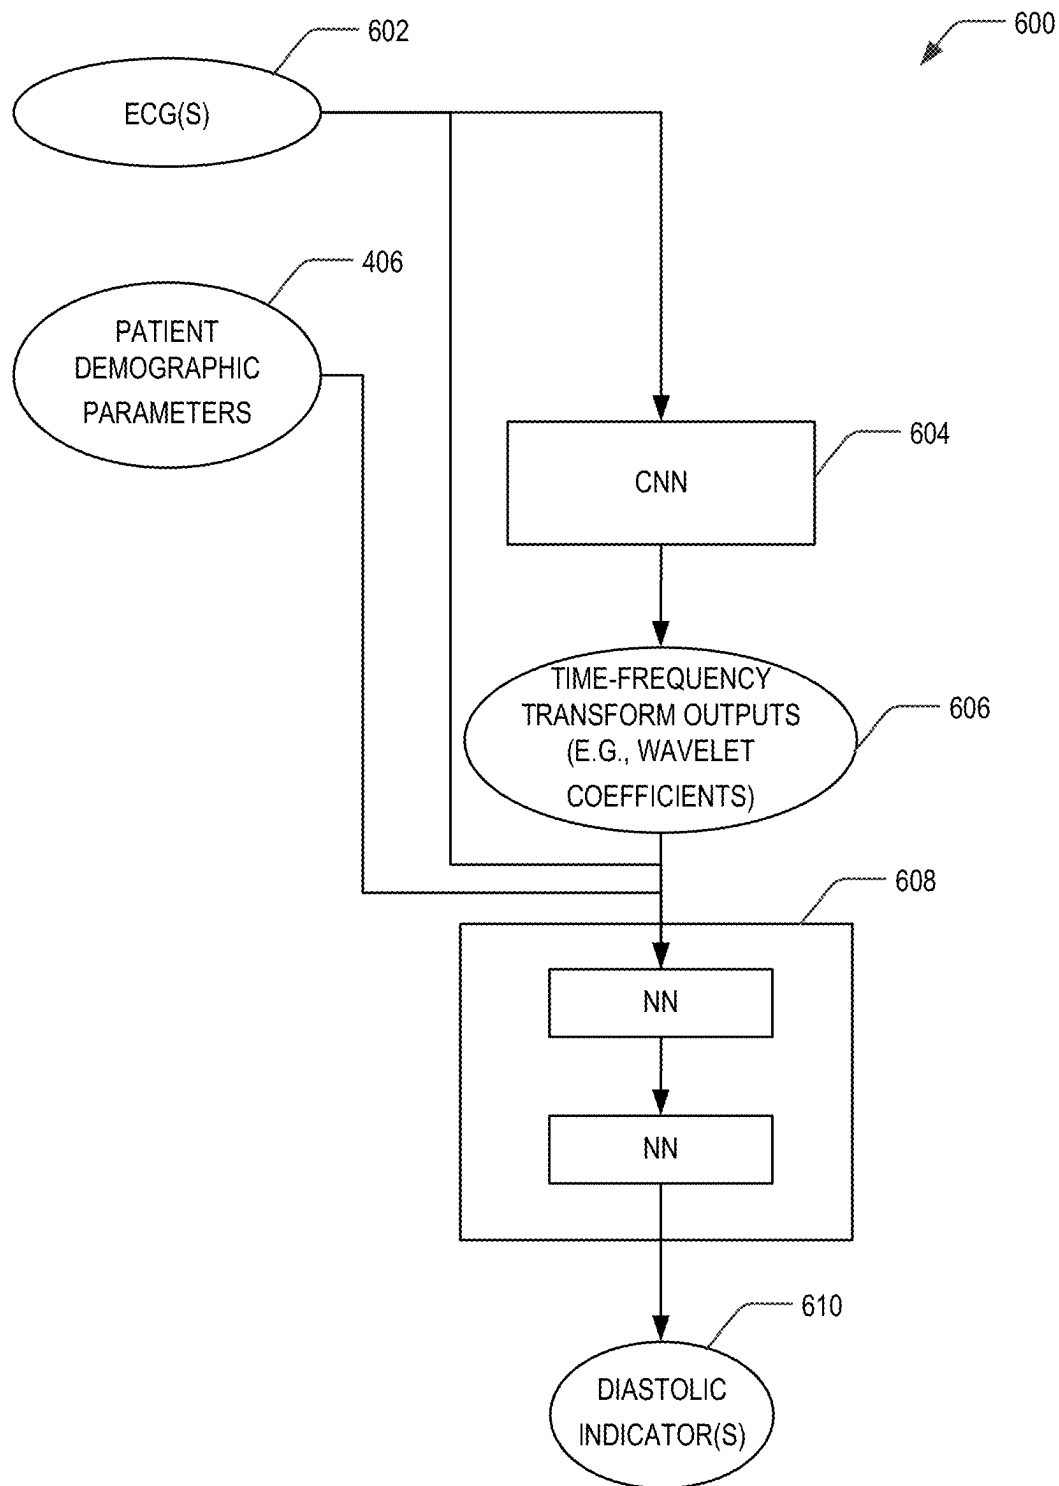 602
600
ECG(S)
406
PATIENT
DEMOGRAPHIC
PARAMETERS
604
CNN
TIME-FREQUENCY
TRANSFORM OUTPUTS
(E.G., WAVELET
COEFFICIENTS)
606
608
NN
NN
610
DIASTOLIC
INDICATOR(S)